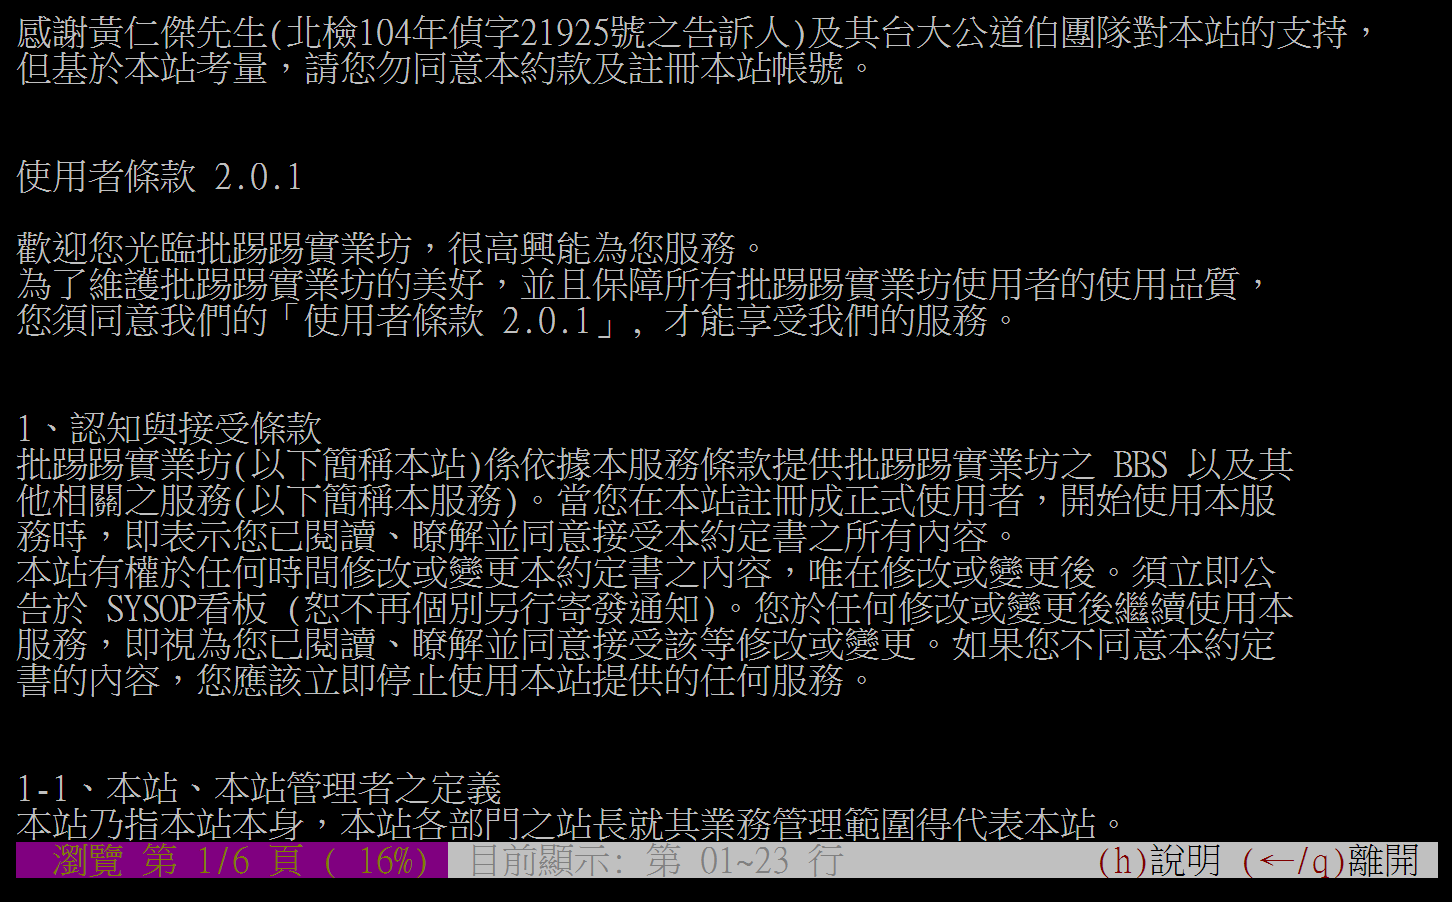 感謝黃仁傑先生(北檢104年偵字21925號之告訴人)及其台大公道伯團隊對本站的支持，
但基於本站考量，請您勿同意本約款及註冊本站帳號。
使用者條款 2.0.1
歡迎您光臨批踢踢實業坊，很高興能為您服務。
為了維護批踢踢實業坊的美好，並且保障所有批踢踢實業坊使用者的使用品質，
您須同意我們的「使用者條款 2.0.1」, 才能享受我們的服務。
1、認知與接受條款
批踢踢實業坊(以下簡稱本站)係依據本服務條款提供批踢踢實業坊之 BBS 以及其
他相關之服務(以下簡稱本服務)。當您在本站註冊成正式使用者，開始使用本服
務時，即表示您已閱讀、瞭解並同意接受本約定書之所有內容。
本站有權於任何時間修改或變更本約定書之內容，唯在修改或變更後。須立即公
告於 SYSOP看板 (恕不再個別另行寄發通知)。您於任何修改或變更後繼續使用本
服務，即視為您已閱讀、瞭解並同意接受該等修改或變更。如果您不同意本約定
書的內容，您應該立即停止使用本站提供的任何服務。
1-1、本站、本站管理者之定義
本站乃指本站本身，本站各部門之站長就其業務管理範圍得代表本站。
瀏覽 第 1/6 頁 ( 16%) 目前顯示: 第 01~23 行 (h)說明 (←/q)離開